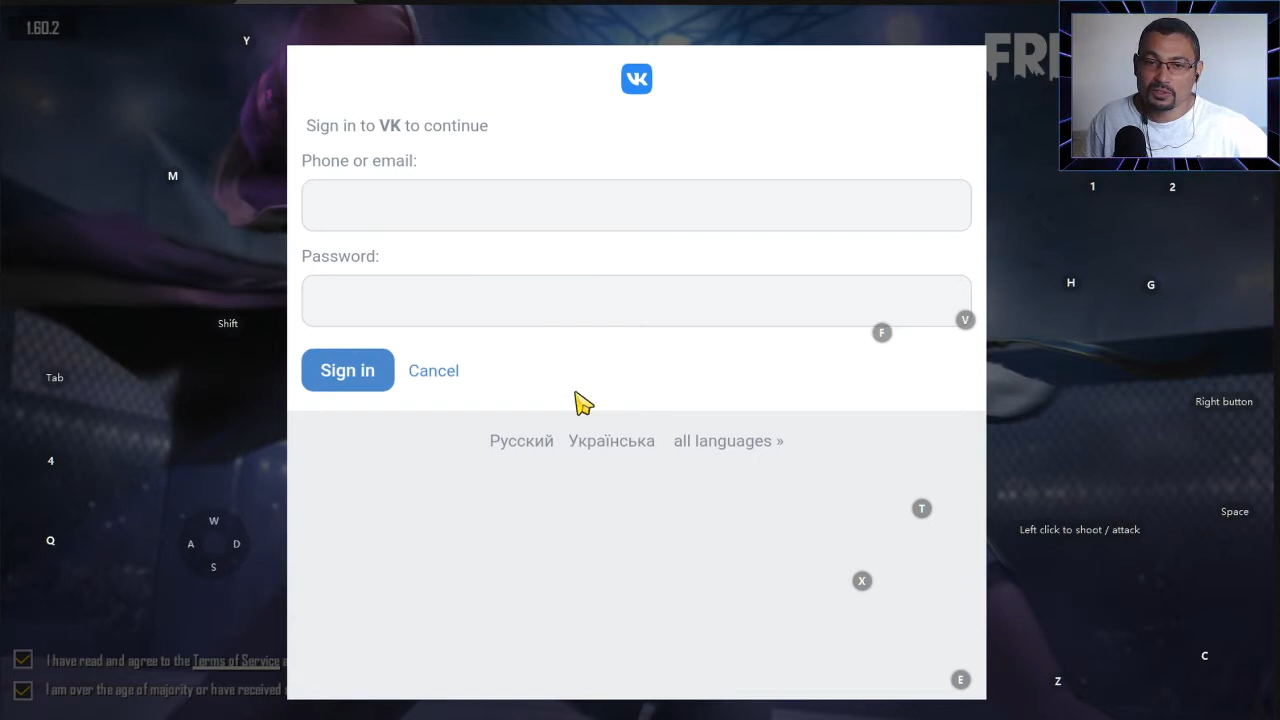 1.60.2
Y
FRE
VK
Sign in to VK to continue
Phone or email:
M
1
2
Password:
H
G
Shift
V
F
Sign in
Cancel
Tab
Right button
Русский Українська all languages »
4
T
Space
W
Left click to shoot / attack
Q
A
D
S
X
I have read and agree to the Terms of Service
C
E
Z
I am over the age of majority or have received